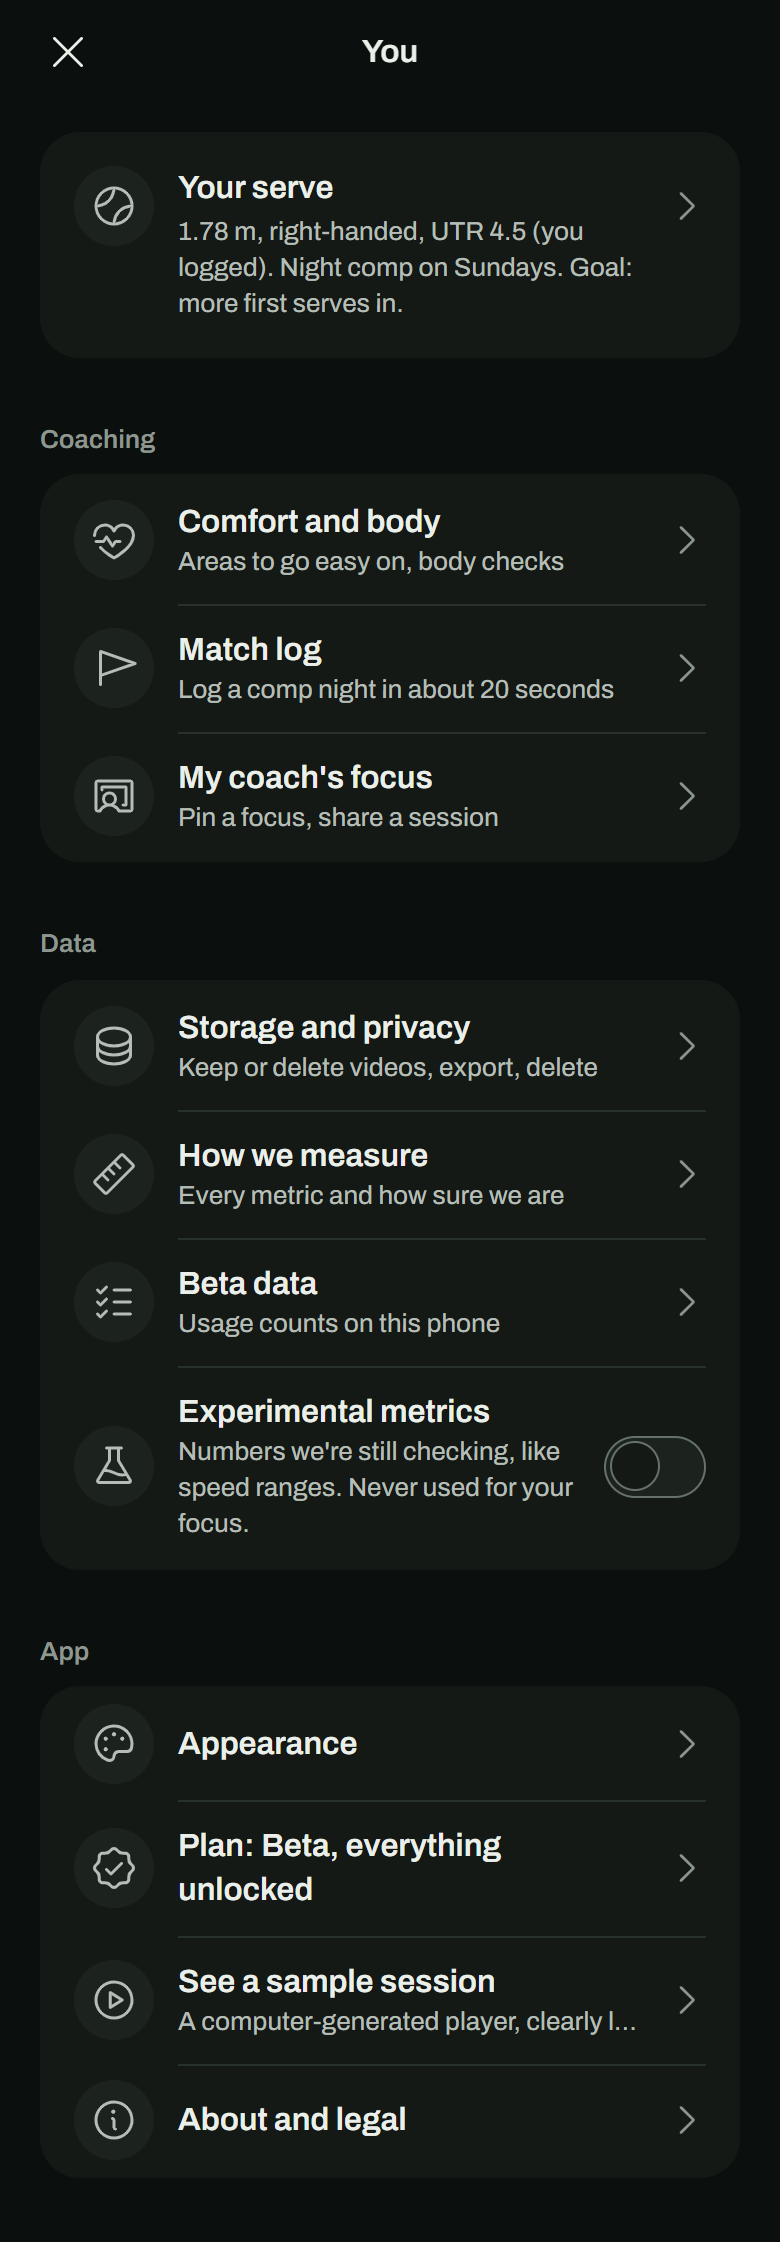 You
Your serve
1.78 m, right-handed, UTR 4.5 (you
logged). Night comp on Sundays. Goal:
more first serves in.
Coaching
Comfort and body
Areas to go easy on, body checks
Match log
Log a comp night in about 20 seconds
My coach's focus
Pin a focus, share a session
Data
Storage and privacy
Keep or delete videos, export, delete
How we measure
Every metric and how sure we are
Beta data
Usage counts on this phone
Experimental metrics
Numbers we're still checking, like
speed ranges. Never used for your
focus.
App
Appearance
Plan: Beta, everything
unlocked
See a sample session
A computer-generated player, clearly l...
About and legal